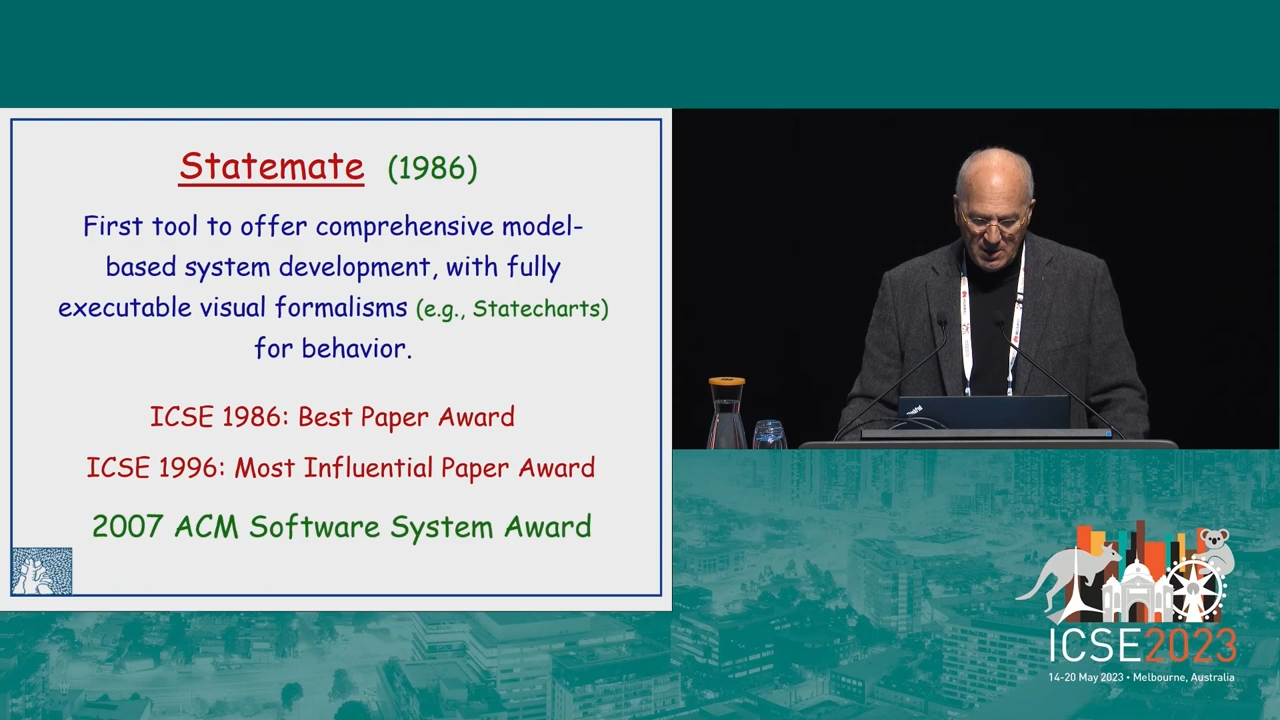 Statemate (1986)
First tool to offer comprehensive model-
based system development, with fully
executable visual formalisms (e.g., Statecharts)
for behavior.
ICSE 1986: Best Paper Award
ICSE 1996: Most Influential Paper Award
2007 ACM Software System Award
ICSE2023
14-20 May 2023 • Melbourne, Australia